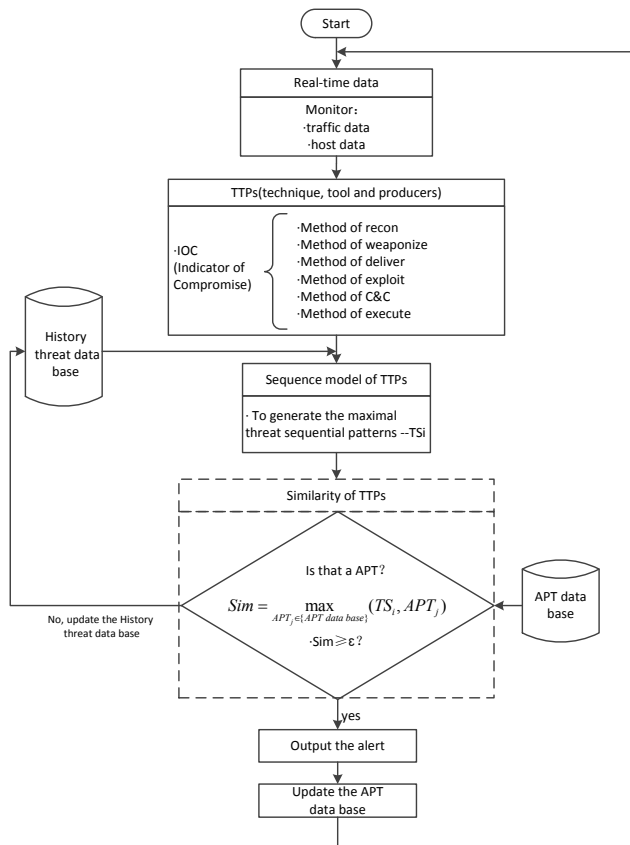 Start
Real-time data
Monitor：
·traffic data
·host data
TTPs(technique, tool and producers)
·IOC
(Indicator of
Compromise)
·Method of recon
·Method of weaponize
·Method of deliver
·Method of exploit
·Method of C&C
·Method of execute
History
threat data
base
Sequence model of TTPs
· To generate the maximal
threat sequential patterns --TSi
Similarity of TTPs
Is that a APT？
Sim = max (TS_i, APT_j)
APT_j∈{APT data base}
·Sim≥ε？
APT data
base
No, update the History
threat data base
yes
Output the alert
Update the APT
data base